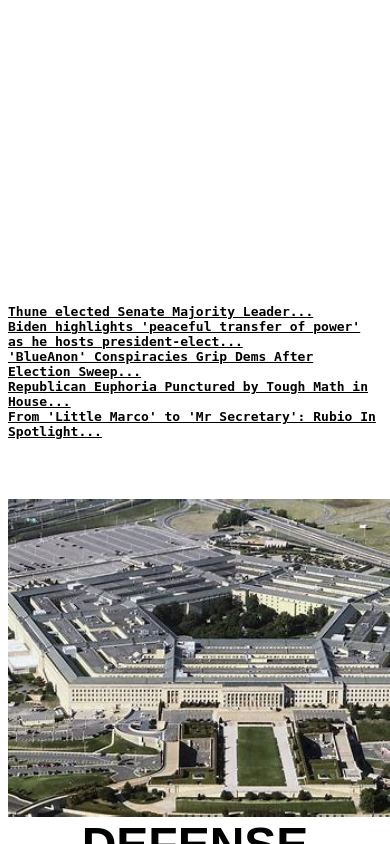 Thune elected Senate Majority Leader...
Biden highlights 'peaceful transfer of power'
as he hosts president-elect...
'BlueAnon' Conspiracies Grip Dems After
Election Sweep...
Republican Euphoria Punctured by Tough Math in
House...
From 'Little Marco' to 'Mr Secretary': Rubio In
Spotlight...
DEFENSE